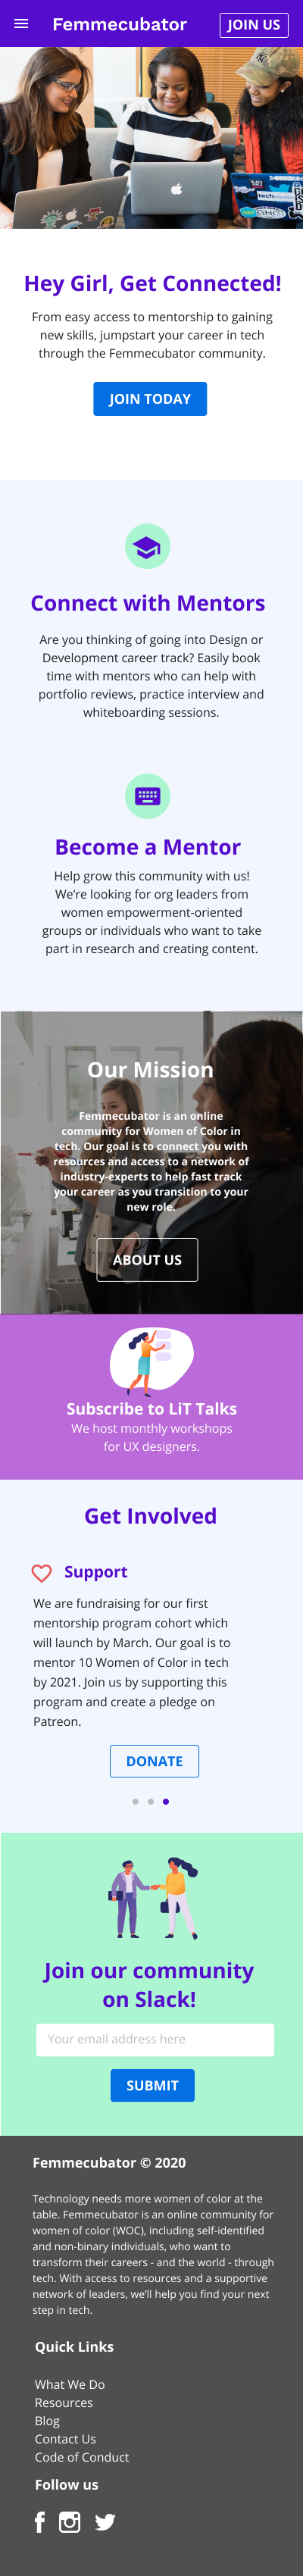 Femmecubator
JOIN US
Hey Girl, Get Connected!
From easy access to mentorship to gaining
new skills, jumpstart your career in tech
through the Femmecubator community.
JOIN TODAY
Connect with Mentors
Are you thinking of going into Design or
Development career track? Easily book
time with mentors who can help with
portfolio reviews, practice interview and
whiteboarding sessions.
Become a Mentor
Help grow this community with us!
We’re looking for org leaders from
women empowerment-oriented
groups or individuals who want to take
part in research and creating content.
Our Mission
Femmecubator is an online
community for Women of Color in
tech. Our goal is to connect you with
resources and access to a network of
industry-experts to help fast track
your career as you transition to your
new role.
ABOUT US
Subscribe to LiT Talks
We host monthly workshops
for UX designers.
Get Involved
Support
We are fundraising for our first
mentorship program cohort which
will launch by March. Our goal is to
mentor 10 Women of Color in tech
by 2021. Join us by supporting this
program and create a pledge on
Patreon.
DONATE
Join our community
on Slack!
Your email address here
SUBMIT
Femmecubator © 2020
Technology needs more women of color at the
table. Femmecubator is an online community for
women of color (WOC), including self-identified
and non-binary individuals, who want to
transform their careers - and the world - through
tech. With access to resources and a supportive
network of leaders, we’ll help you find your next
step in tech.
Quick Links
What We Do
Resources
Blog
Contact Us
Code of Conduct
Follow us